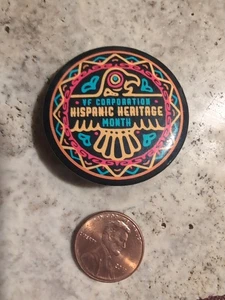 VF CORPORATION
HISPANIC HERITAGE
MONTH